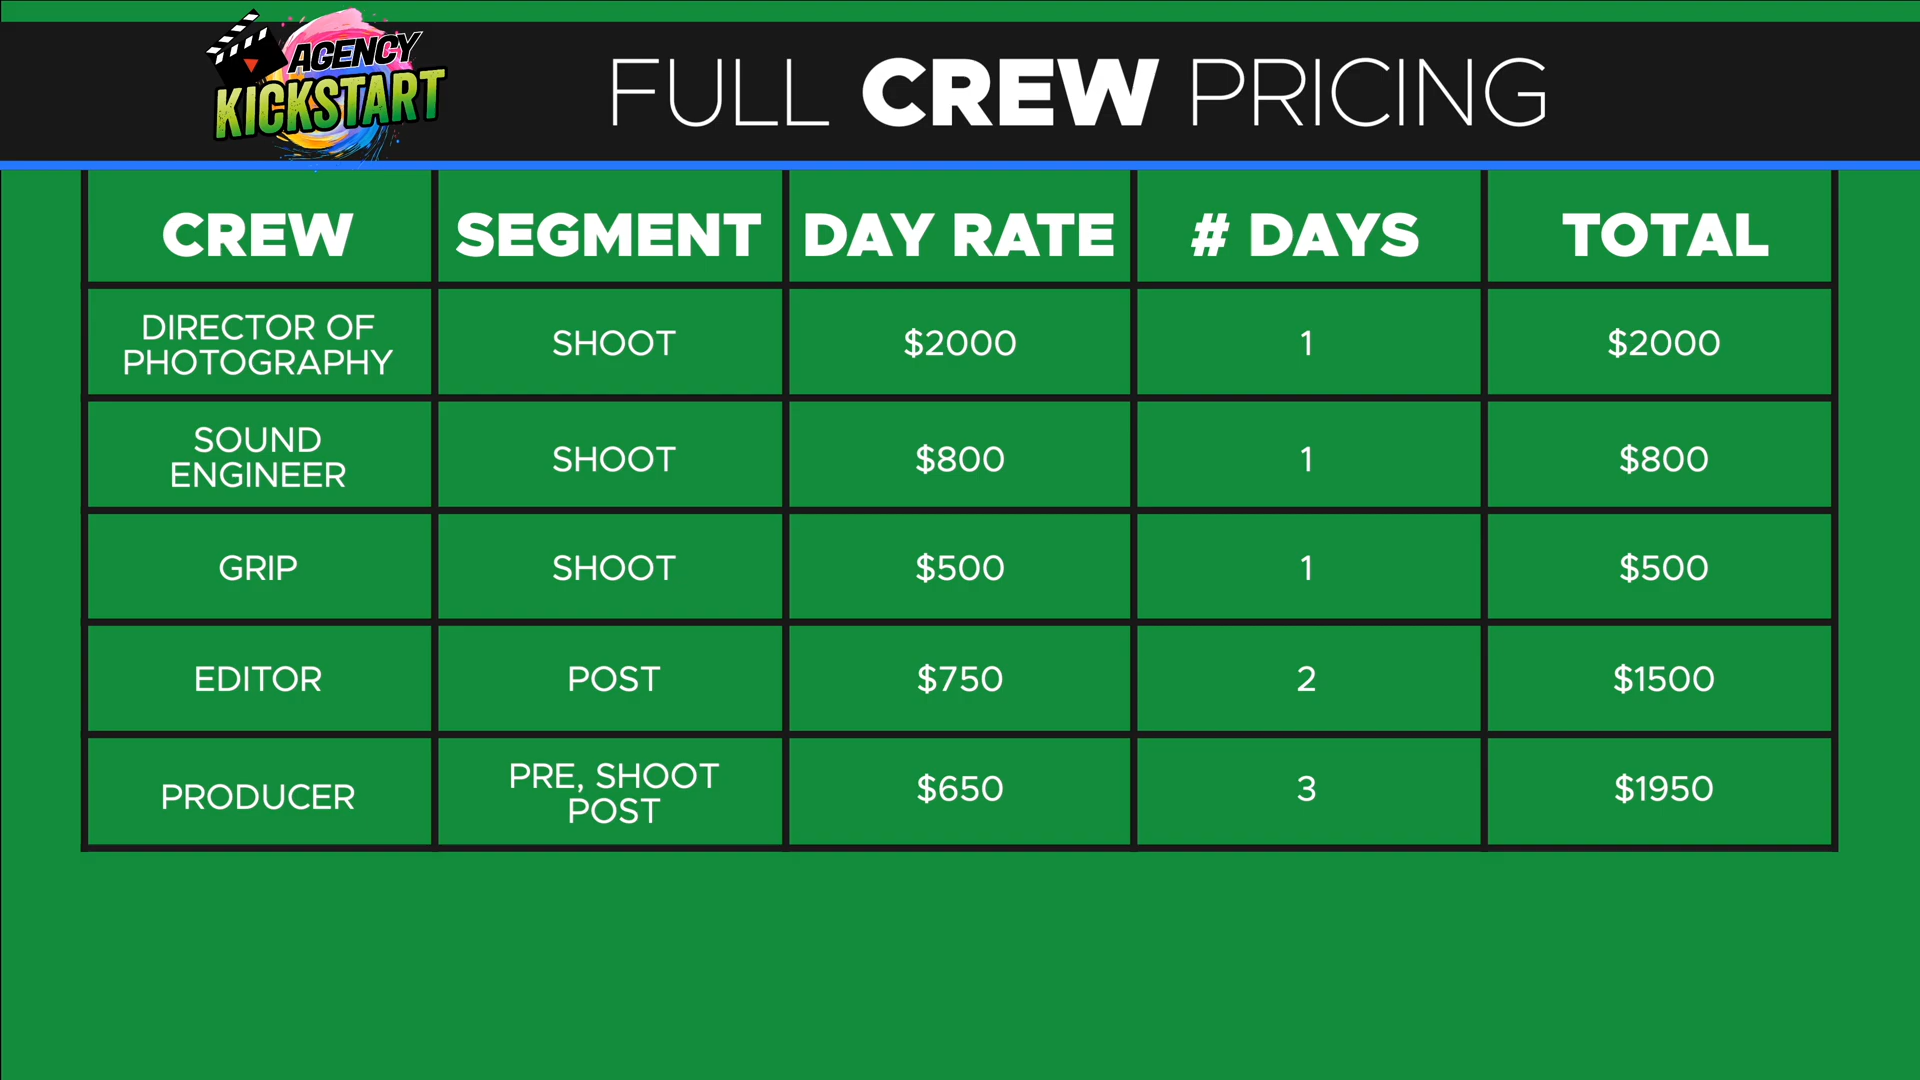 AGENCY
KICKSTART
FULL CREW PRICING
CREW SEGMENT DAY RATE # DAYS TOTAL
DIRECTOR OF
PHOTOGRAPHY SHOOT $2000 1 $2000
SOUND
ENGINEER SHOOT $800 1 $800
GRIP SHOOT $500 1 $500
EDITOR POST $750 2 $1500
PRODUCER PRE, SHOOT
POST $650 3 $1950